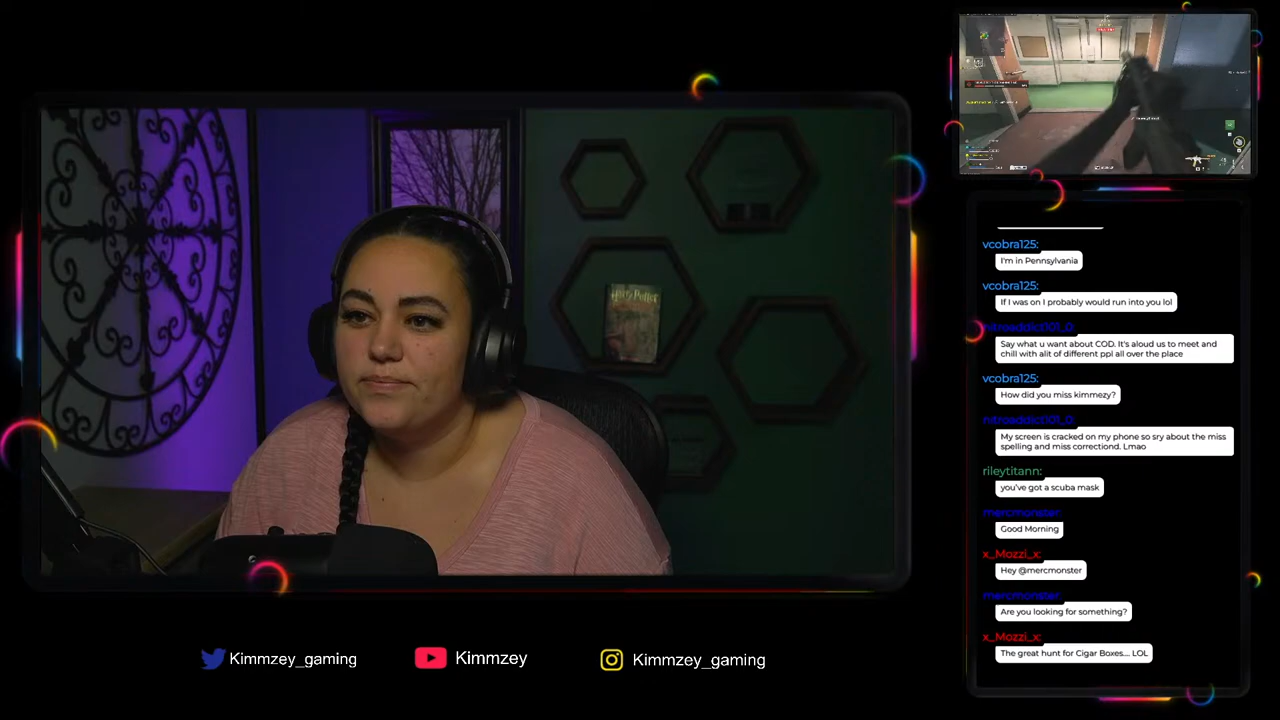 Harry Potter
vcobra125:
I'm in Pennsylvania
vcobra125:
If I was on I probably would run into you lol
nitroaddict101_0:
Say what u want about COD. It's aloud us to meet and
chill with alit of different ppl all over the place
vcobra125:
How did you miss kimmezy?
nitroaddict101_0:
My screen is cracked on my phone so sry about the miss
spelling and miss correctiond. Lmao
rileytitann:
you've got a scuba mask
mercmonster:
Good Morning
x_Mozzi_x:
Hey @mercmonster
mercmonster:
Are you looking for something?
x_Mozzi_x:
The great hunt for Cigar Boxes.... LOL
Kimmzey_gaming
Kimmzey
Kimmzey_gaming